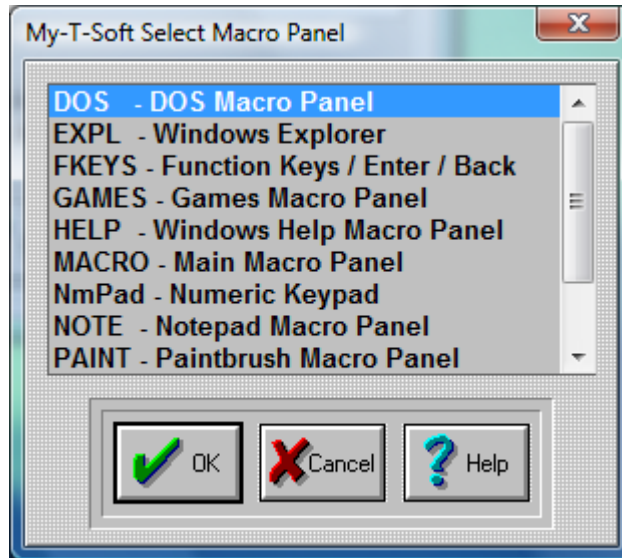 My-T-Soft Select Macro Panel
DOS - DOS Macro Panel
EXPL - Windows Explorer
FKEYS - Function Keys / Enter / Back
GAMES - Games Macro Panel
HELP - Windows Help Macro Panel
MACRO - Main Macro Panel
NmPad - Numeric Keypad
NOTE - Notepad Macro Panel
PAINT - Paintbrush Macro Panel
OK Cancel Help